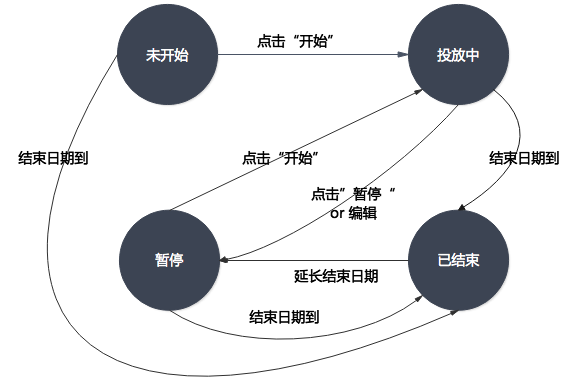 未开始
点击“开始”
投放中
结束日期到
点击“开始”
结束日期到
点击”暂停“
or 编辑
暂停
已结束
延长结束日期
结束日期到